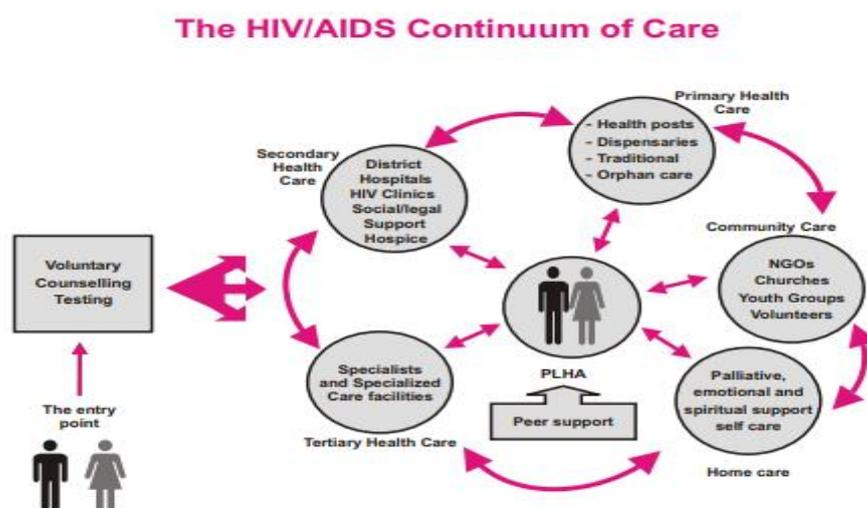 The HIV/AIDS Continuum of Care
Primary Health
Care
- Health posts
- Dispensaries
- Traditional
- Orphan care
Secondary
Health
Care
District
Hospitals
HIV Clinics
Social/legal
Support
Hospice
Community Care
NGOs
Churches
Youth Groups
Volunteers
Voluntary
Counselling
Testing
The entry
point
Specialists
and Specialized
Care facilities
Tertiary Health Care
PLHA
Peer support
Palliative,
emotional and
spiritual support
self care
Home care